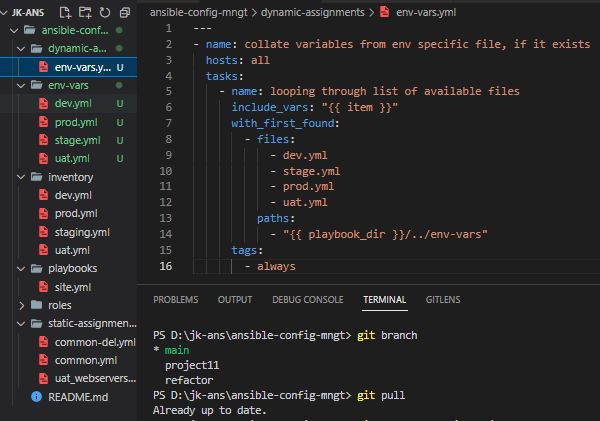 JK-ANS
ansible-conf...
dynamic-a...
env-vars.y... U
env-vars
dev.yml U
prod.yml U
stage.yml U
uat.yml U
inventory
dev.yml
prod.yml
staging.yml
uat.yml
playbooks
site.yml
roles
static-assignmen...
common-del.yml
common.yml
uat_webservers...
README.md
ansible-config-mngt > dynamic-assignments > env-vars.yml
1 ---
2 - name: collate variables from env specific file, if it exists
3 hosts: all
4 tasks:
5 - name: looping through list of available files
6 include_vars: "{{ item }}"
7 with_first_found:
8 - files:
9 - dev.yml
10 - stage.yml
11 - prod.yml
12 - uat.yml
13 paths:
14 - "{{ playbook_dir }}/../env-vars"
15 tags:
16 - always
PROBLEMS OUTPUT DEBUG CONSOLE TERMINAL GITLENS
PS D:\jk-ans\ansible-config-mngt> git branch
* main
project11
refactor
PS D:\jk-ans\ansible-config-mngt> git pull
Already up to date.